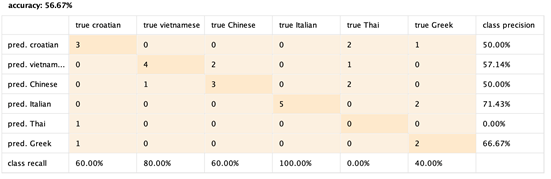 accuracy: 56.67%
true croatian true vietnamese true Chinese true Italian true Thai true Greek class precision
pred. croatian 3 0 0 0 2 1 50.00%
pred. vietnam... 0 4 2 0 1 0 57.14%
pred. Chinese 0 1 3 0 2 0 50.00%
pred. Italian 0 0 0 5 0 2 71.43%
pred. Thai 1 0 0 0 0 0 0.00%
pred. Greek 1 0 0 0 0 2 66.67%
class recall 60.00% 80.00% 60.00% 100.00% 0.00% 40.00%